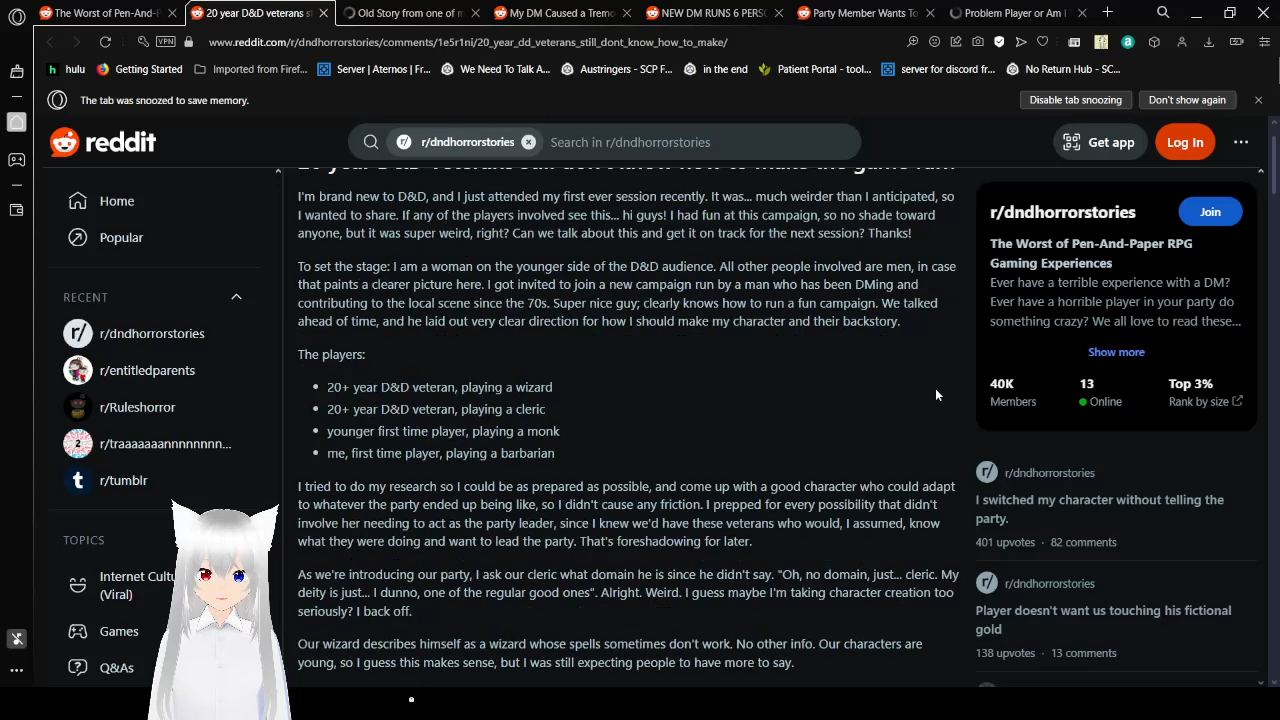 The Worst of Pen-And-P
20 year D&D veterans st
Old Story from one of m
My DM Caused a Tremo
NEW DM RUNS 6 PERS
Party Member Wants To
Problem Player or Am I
VPN
www.reddit.com/r/dndhorrorstories/comments/1e5r1ni/20_year_dd_veterans_still_dont_know_how_to_make/
hulu
Getting Started
Imported from Firef...
Server | Aternos | Fr...
We Need To Talk A...
Austringers - SCP F...
in the end
Patient Portal - tool...
server for discord fr...
No Return Hub - SC...
The tab was snoozed to save memory.
Disable tab snoozing
Don't show again
reddit
r/dndhorrorstories
Search in r/dndhorrorstories
Get app
Log In
Home
Popular
RECENT
r/dndhorrorstories
r/entitledparents
r/Ruleshorror
r/traaaaaaannnnnnnn...
r/tumblr
TOPICS
Internet Cultu
(Viral)
Games
Q&As
20 year D&D veterans still don't know how to make the game fun.
I'm brand new to D&D, and I just attended my first ever session recently. It was... much weirder than I anticipated, so
I wanted to share. If any of the players involved see this... hi guys! I had fun at this campaign, so no shade toward
anyone, but it was super weird, right? Can we talk about this and get it on track for the next session? Thanks!
To set the stage: I am a woman on the younger side of the D&D audience. All other people involved are men, in case
that paints a clearer picture here. I got invited to join a new campaign run by a man who has been DMing and
contributing to the local scene since the 70s. Super nice guy; clearly knows how to run a fun campaign. We talked
ahead of time, and he laid out very clear direction for how I should make my character and their backstory.
The players:
20+ year D&D veteran, playing a wizard
20+ year D&D veteran, playing a cleric
younger first time player, playing a monk
me, first time player, playing a barbarian
I tried to do my research so I could be as prepared as possible, and come up with a good character who could adapt
to whatever the party ended up being like, so I didn't cause any friction. I prepped for every possibility that didn't
involve her needing to act as the party leader, since I knew we'd have these veterans who would, I assumed, know
what they were doing and want to lead the party. That's foreshadowing for later.
As we're introducing our party, I ask our cleric what domain he is since he didn't say. "Oh, no domain, just... cleric. My
deity is just... I dunno, one of the regular good ones". Alright. Weird. I guess maybe I'm taking character creation too
seriously? I back off.
Our wizard describes himself as a wizard whose spells sometimes don't work. No other info. Our characters are
young, so I guess this makes sense, but I was still expecting people to have more to say.
r/dndhorrorstories
Join
The Worst of Pen-And-Paper RPG
Gaming Experiences
Ever have a terrible experience with a DM?
Ever have a horrible player in your party do
something crazy? We all love to read these...
Show more
40K
Members
13
Online
Top 3%
Rank by size
r/dndhorrorstories
I switched my character without telling the
party.
401 upvotes · 82 comments
r/dndhorrorstories
Player doesn't want us touching his fictional
gold
138 upvotes · 13 comments